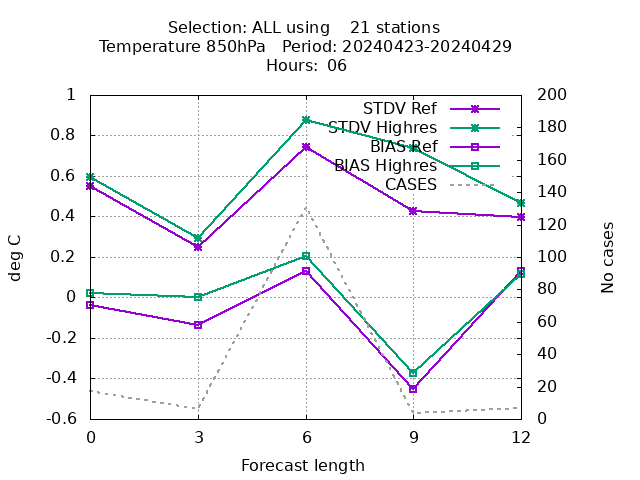 Selection: ALL using 21 stations
Temperature 850hPa Period: 20240423-20240429
Hours: 06
1
0.8
0.6
0.4
0.2
0
-0.2
-0.4
-0.6
deg C
200
180
160
140
120
100
80
60
40
20
0
No cases
STDV Ref
STDV Highres
BIAS Ref
BIAS Highres
CASES
0
3
6
9
12
Forecast length